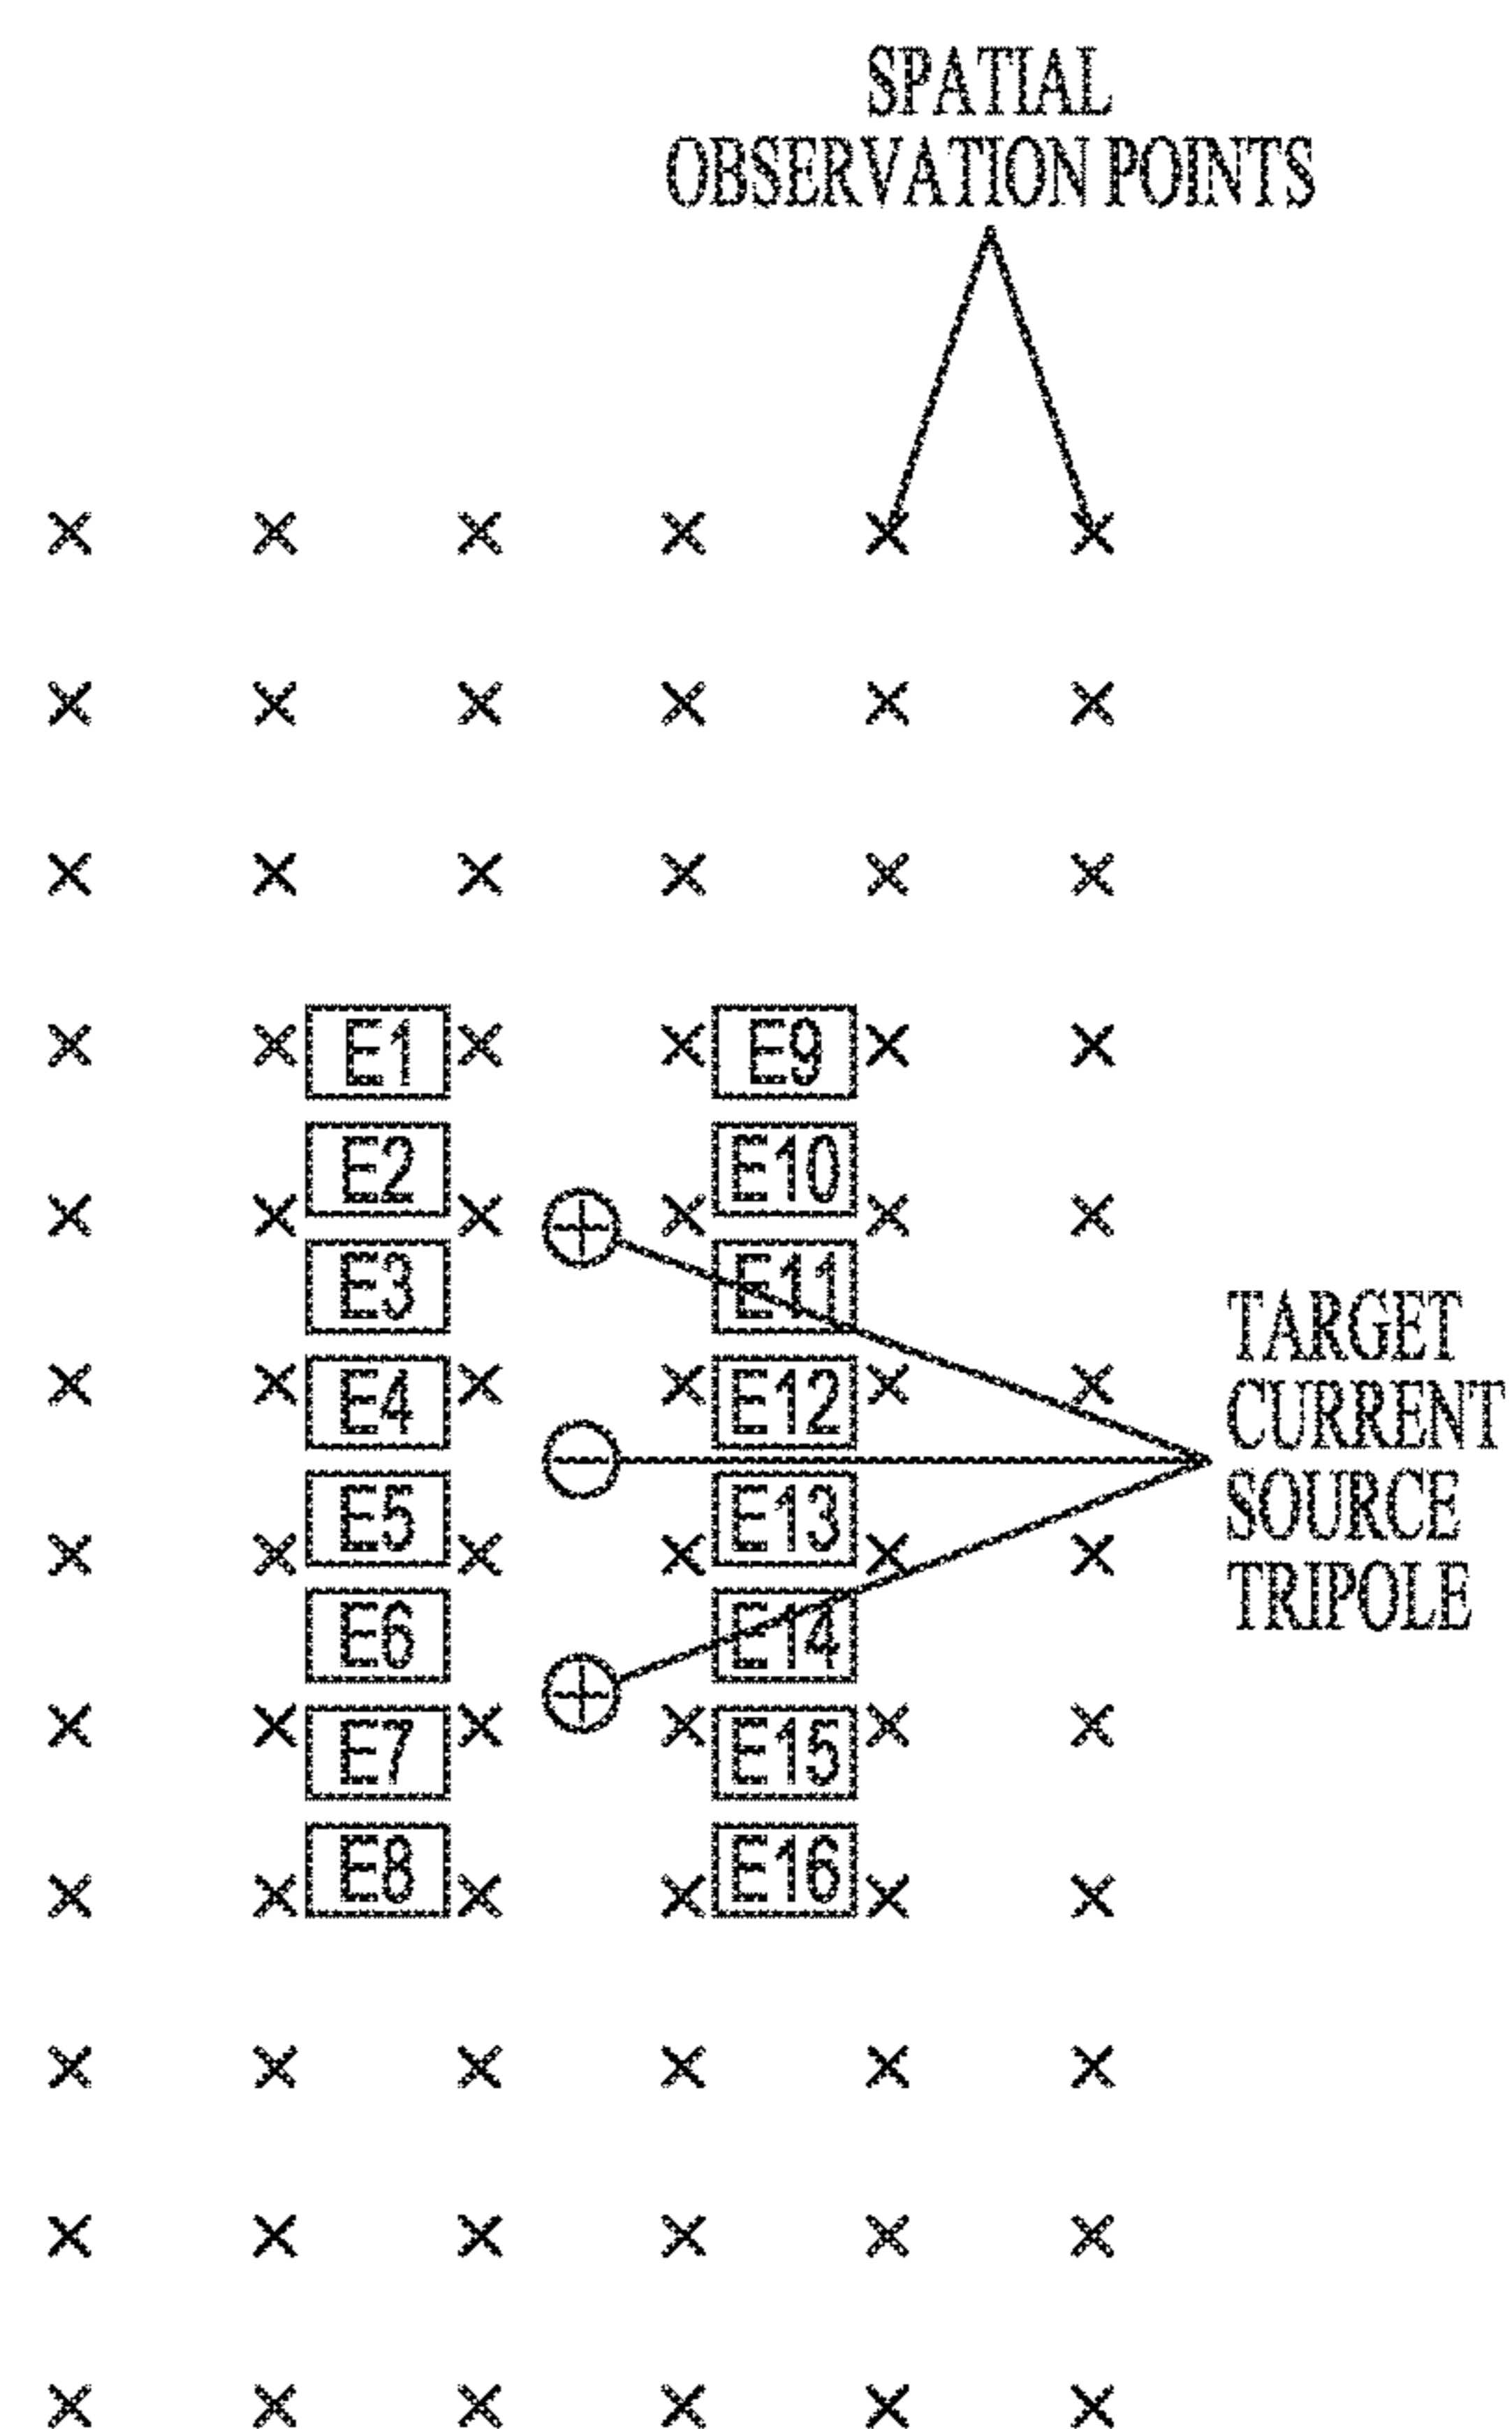 SPATIAL
OBSERVATION POINTS
E1 E9
E2 E10
E3 E11
E4 E12
E5 E13
E6 E14
E7 E15
E8 E16
TARGET
CURRENT
SOURCE
TRIPOLE